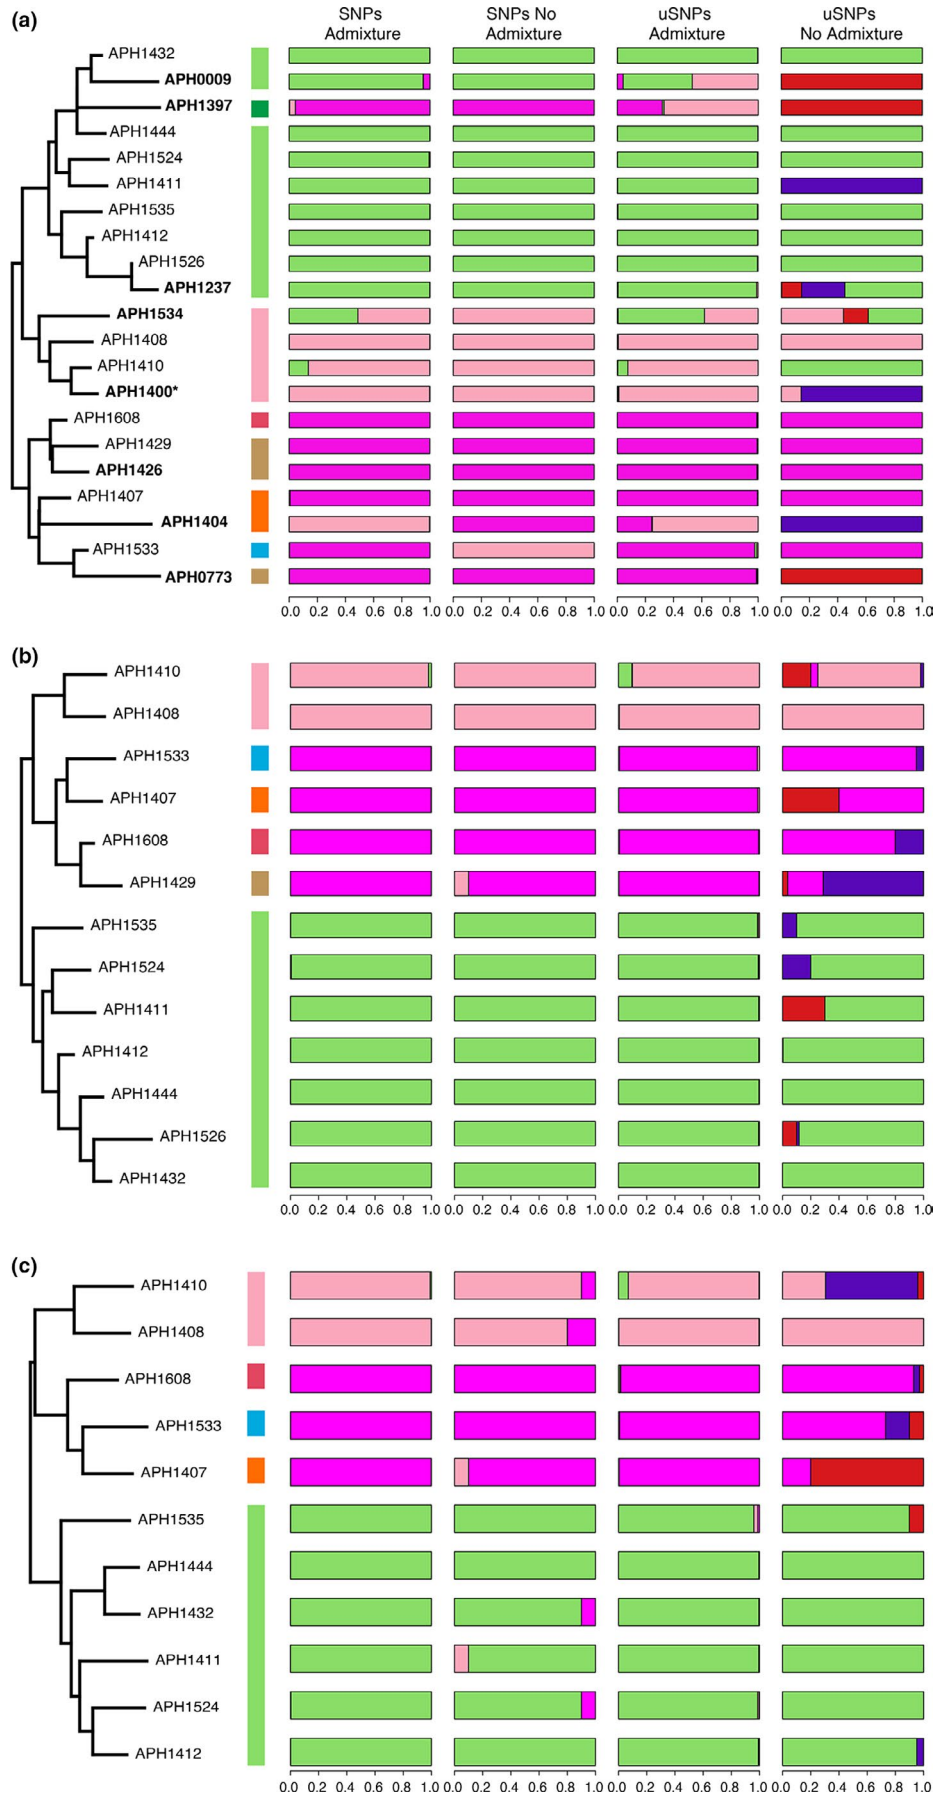 (a)
SNPs Admixture
SNPs No Admixture
uSNPs Admixture
uSNPs No Admixture
APH1432
APH0009
APH1397
APH1444
APH1524
APH1411
APH1535
APH1412
APH1526
APH1237
APH1534
APH1408
APH1410
APH1400*
APH1608
APH1429
APH1426
APH1407
APH1404
APH1533
APH0773
0.0 0.2 0.4 0.6 0.8 1.0 0.0 0.2 0.4 0.6 0.8 1.0 0.0 0.2 0.4 0.6 0.8 1.0 0.0 0.2 0.4 0.6 0.8 1.0
(b)
APH1410
APH1408
APH1533
APH1407
APH1608
APH1429
APH1535
APH1524
APH1411
APH1412
APH1444
APH1526
APH1432
0.0 0.2 0.4 0.6 0.8 1.0 0.0 0.2 0.4 0.6 0.8 1.0 0.0 0.2 0.4 0.6 0.8 1.0 0.0 0.2 0.4 0.6 0.8 1.0
(c)
APH1410
APH1408
APH1608
APH1533
APH1407
APH1535
APH1444
APH1432
APH1411
APH1524
APH1412
0.0 0.2 0.4 0.6 0.8 1.0 0.0 0.2 0.4 0.6 0.8 1.0 0.0 0.2 0.4 0.6 0.8 1.0 0.0 0.2 0.4 0.6 0.8 1.0